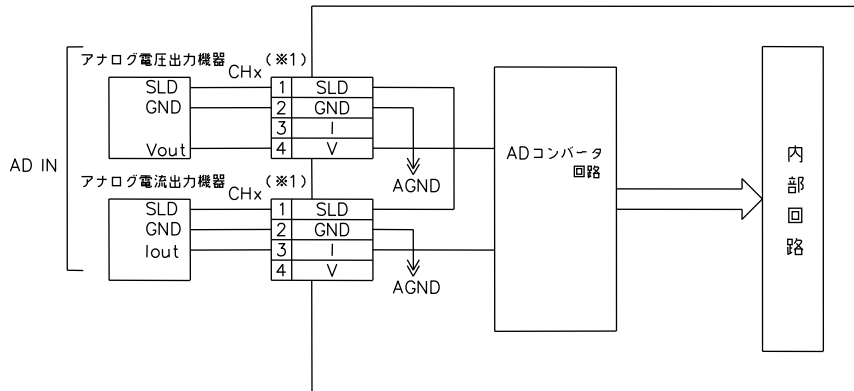 アナログ電圧出力機器
CHx
(※1)
SLD
GND
Vout
1 SLD
2 GND
3 I
4 V
AGND
AD IN
アナログ電流出力機器
CHx
(※1)
SLD
GND
Iout
1 SLD
2 GND
3 I
4 V
AGND
ADコンバータ
回路
内部回路